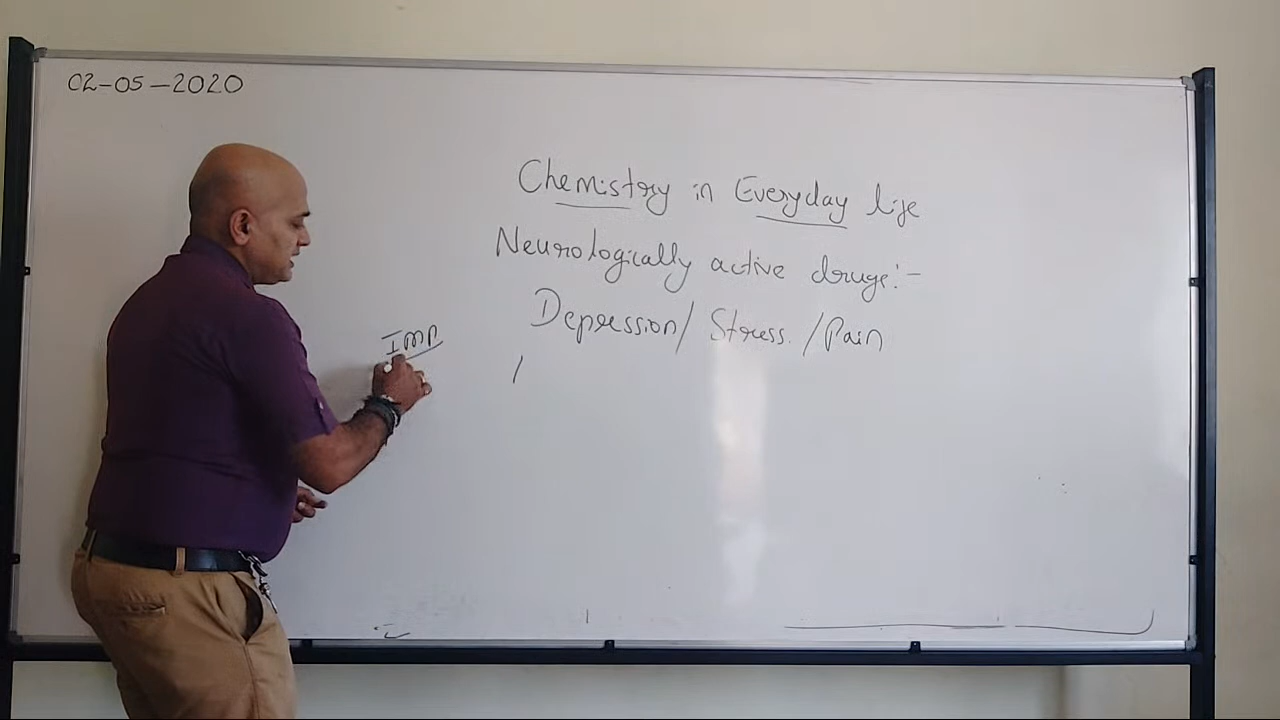 02-05-2020
Chemistry in Everyday life
Neurologically active drugs:-
Depression/ Stress./Pain
IMP